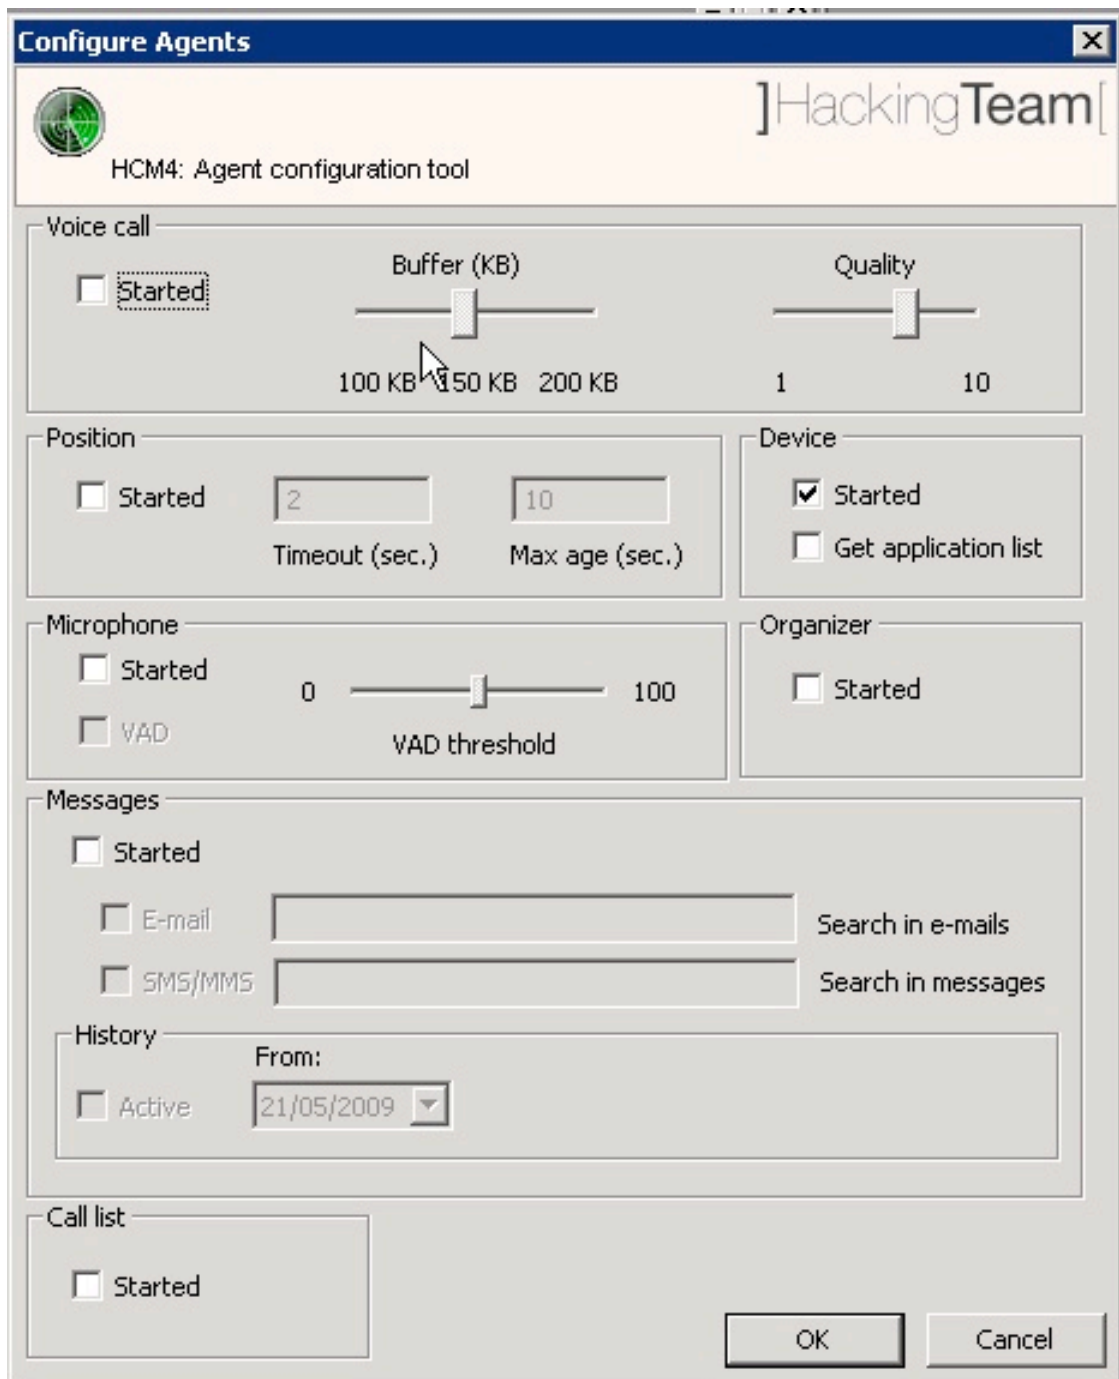 Configure Agents
]HackingTeam[
HCM4: Agent configuration tool
Voice call
Started
Buffer (KB)
100 KB 150 KB 200 KB
Quality
1 10
Position
Started
2
Timeout (sec.)
10
Max age (sec.)
Device
Started
Get application list
Microphone
Started
VAD
0 100
VAD threshold
Organizer
Started
Messages
Started
E-mail
Search in e-mails
SMS/MMS
Search in messages
History
Active
From:
21/05/2009
Call list
Started
OK
Cancel